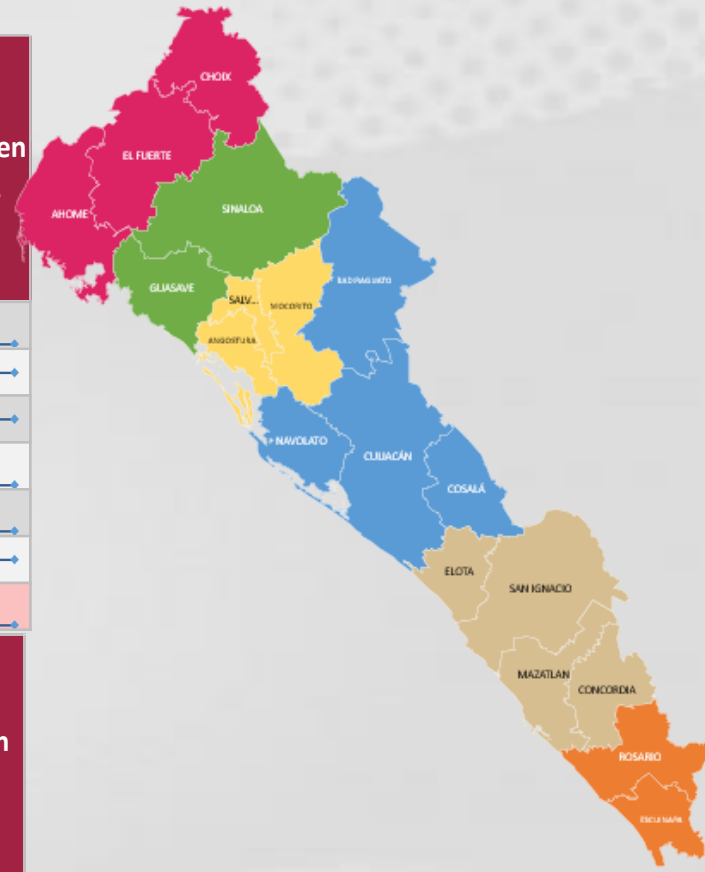 en
CHOIX
EL FUERTE
AHOME
SINALOA
GUASAVE
BADIRAGUATO
SALV...
MOCORITO
ANGOSTURA
NAVOLATO
CULIACÁN
COSALÁ
ELOTA
SAN IGNACIO
MAZATLAN
CONCORDIA
n
ROSARIO
ESCUINAPA